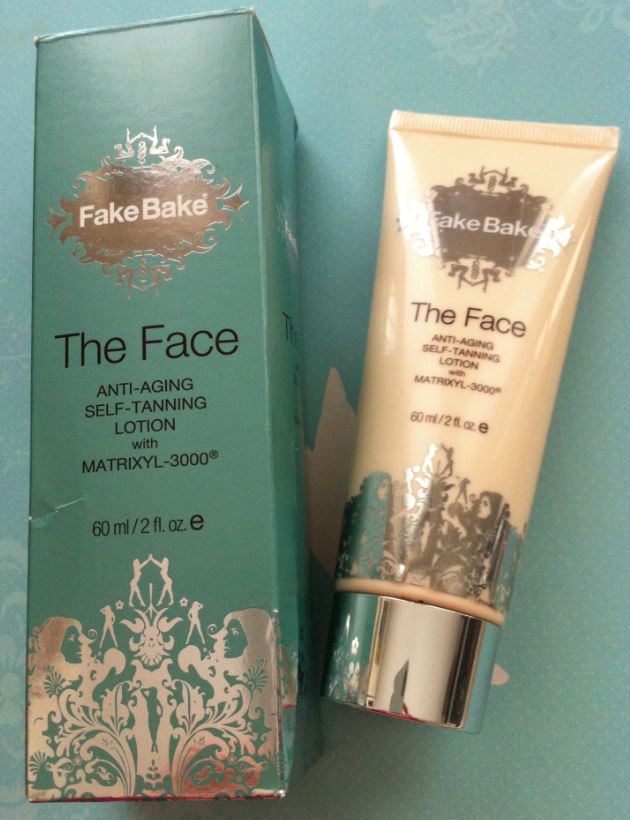 Fake Bake®
The Face
ANTI-AGING
SELF-TANNING
LOTION
with
MATRIXYL-3000®
60 ml / 2 fl. oz. e
Fake Bake
The Face
ANTI-AGING
SELF-TANNING
LOTION
with
MATRIXYL-3000®
60 ml / 2 fl. oz. e